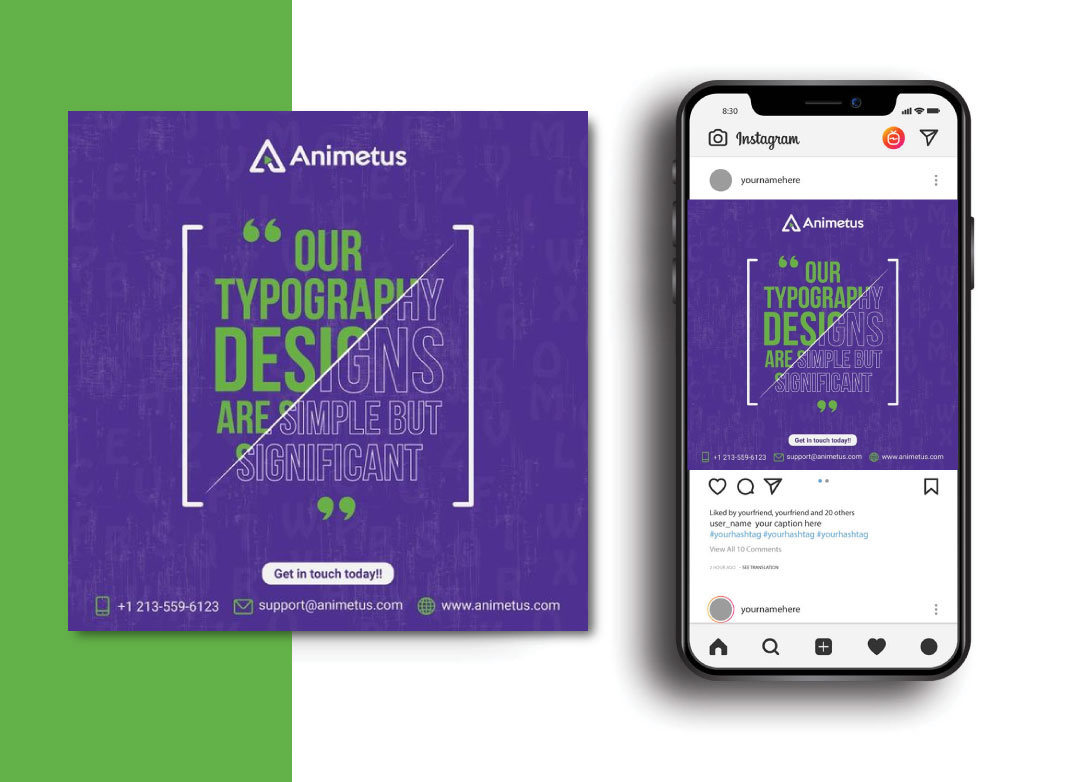 Animetus
“ OUR
TYPOGRAPHY
DESIGNS
ARE SIMPLE BUT
SIGNIFICANT
”
Get in touch today!!
+1 213-559-6123 support@animetus.com www.animetus.com
8:30
Instagram
yournamehere
Animetus
“ OUR
TYPOGRAPHY
DESIGNS
ARE SIMPLE BUT
SIGNIFICANT
”
Get in touch today!!
+1 213-559-6123 support@animetus.com www.animetus.com
Liked by yourfriend, yourfriend and 20 others
user_name your caption here
#yourhashtag #yourhashtag #yourhashtag
View All 10 Comments
2 HOUR AGO • SEE TRANSLATION
yournamehere